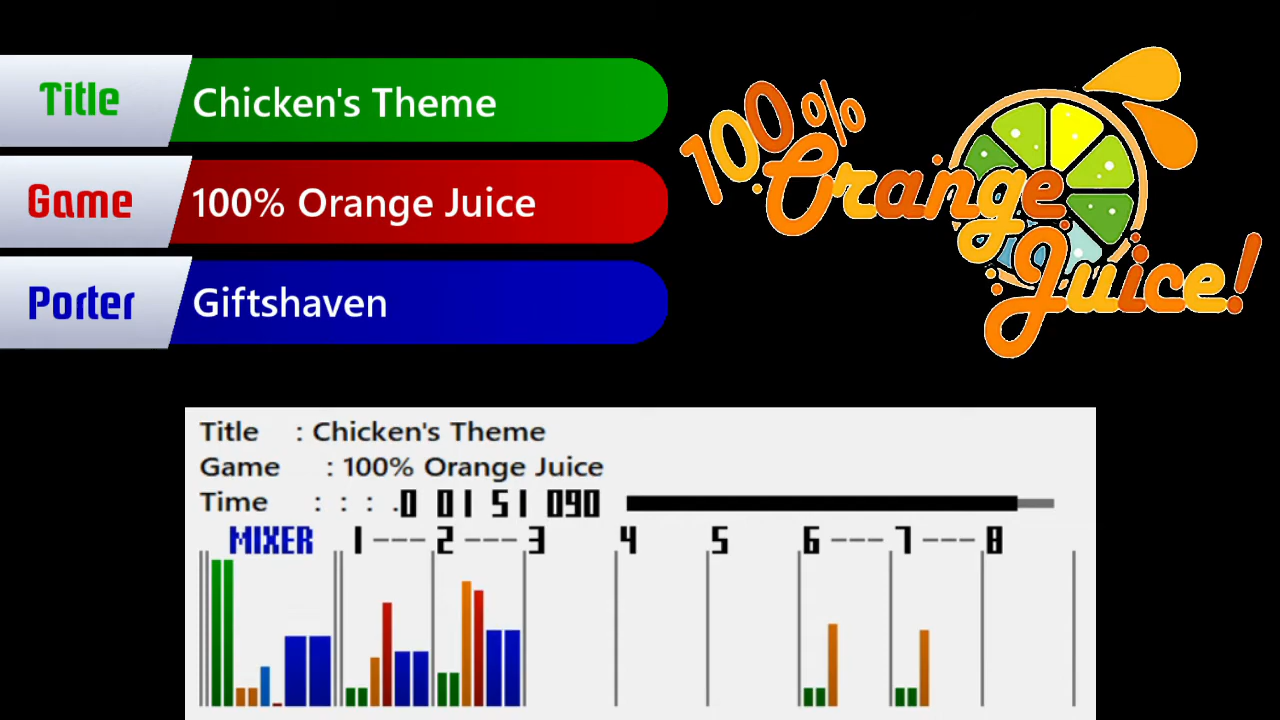 Title Chicken's Theme
Game 100% Orange Juice
Porter Giftshaven
100%
Orange
Juice!
Title : Chicken's Theme
Game : 100% Orange Juice
Time : : : .0 01 51 090
MIXER 1 --- 2 --- 3 4 5 6 --- 7 --- 8